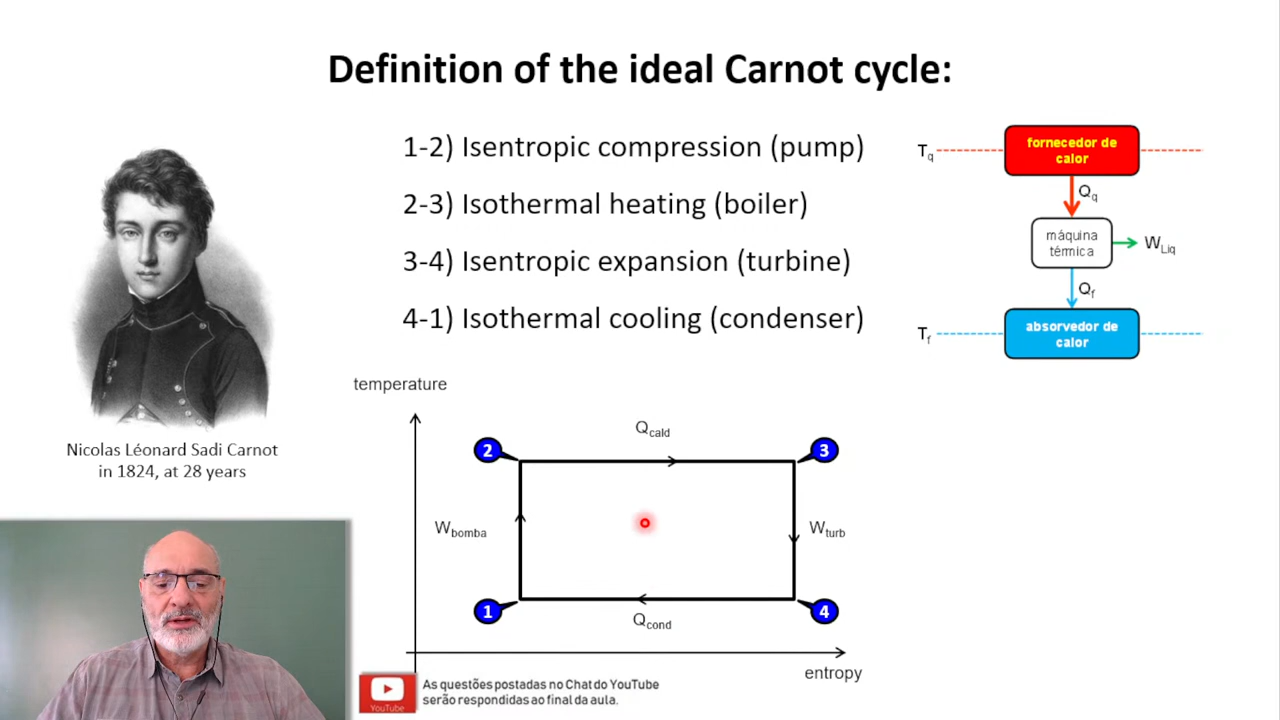 Definition of the ideal Carnot cycle:
1-2) Isentropic compression (pump)
2-3) Isothermal heating (boiler)
3-4) Isentropic expansion (turbine)
4-1) Isothermal cooling (condenser)
Tq
fornecedor de
calor
Qq
máquina
térmica
WLiq
Qf
Tf
absorvedor de
calor
Nicolas Léonard Sadi Carnot
in 1824, at 28 years
temperature
Qcald
2
3
Wbomba
Wturb
1
4
Qcond
entropy
YouTube
As questões postadas no Chat do YouTube
serão respondidas ao final da aula.